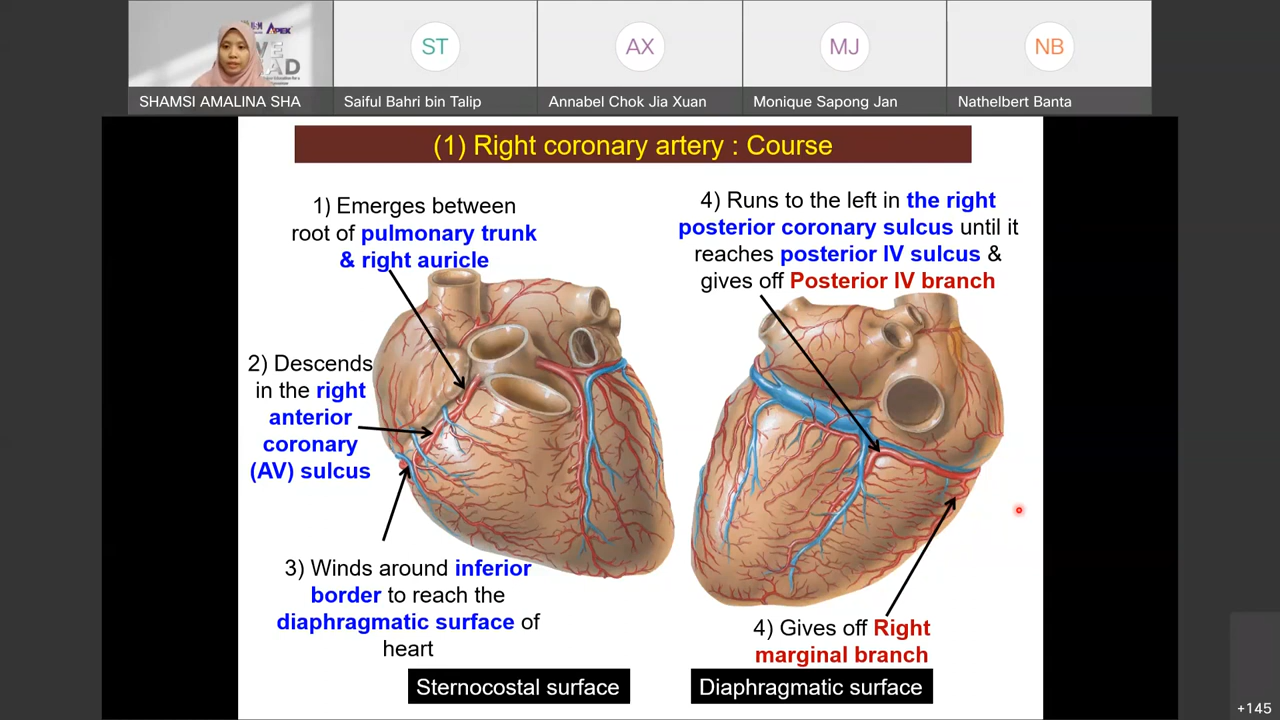 APEK
SHAMSI AMALINA SHA
ST
Saiful Bahri bin Talip
AX
Annabel Chok Jia Xuan
MJ
Monique Sapong Jan
NB
Nathelbert Banta
(1) Right coronary artery : Course
1) Emerges between
root of pulmonary trunk
& right auricle
2) Descends
in the right
anterior
coronary
(AV) sulcus
3) Winds around inferior
border to reach the
diaphragmatic surface of
heart
Sternocostal surface
4) Runs to the left in the right
posterior coronary sulcus until it
reaches posterior IV sulcus &
gives off Posterior IV branch
4) Gives off Right
marginal branch
Diaphragmatic surface
+145